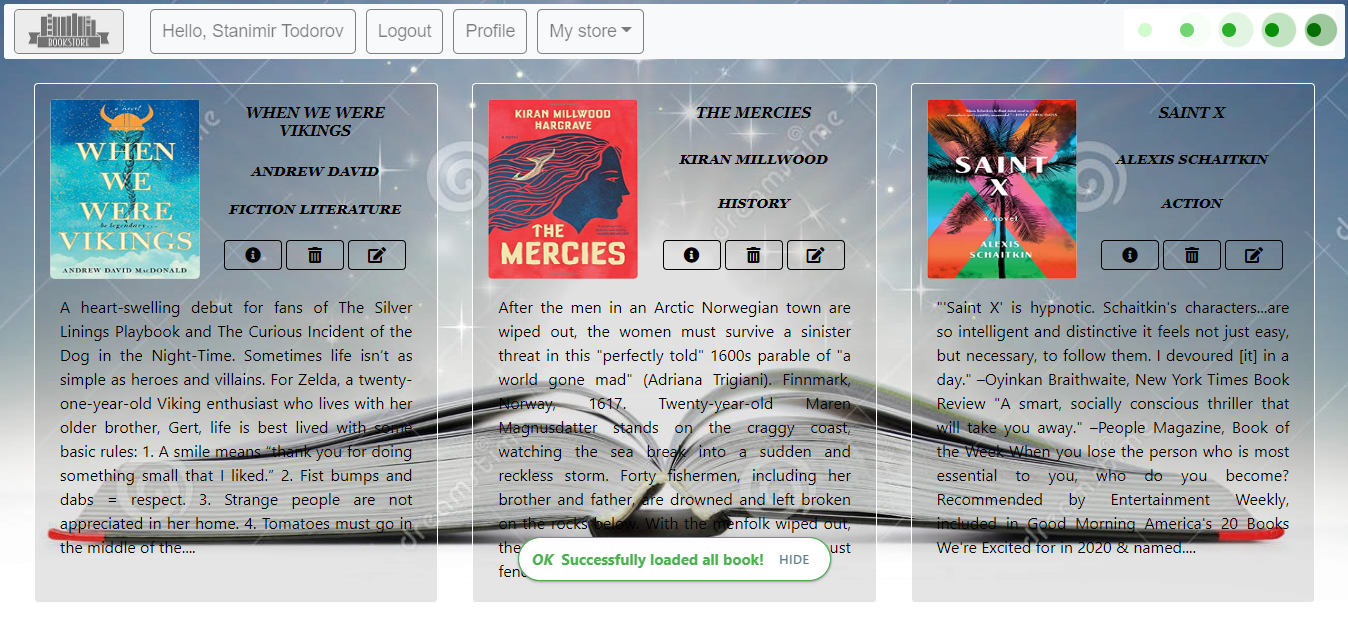 BOOKSTORE
Hello, Stanimir Todorov
Logout
Profile
My store
a novel
WHEN
WE
WERE
be legendary...
VIKINGS
ANDREW DAVID MACDONALD
WHEN WE WERE
VIKINGS
ANDREW DAVID
FICTION LITERATURE
A heart-swelling debut for fans of The Silver
Linings Playbook and The Curious Incident of the
Dog in the Night-Time. Sometimes life isn’t as
simple as heroes and villains. For Zelda, a twenty-
one-year-old Viking enthusiast who lives with her
older brother, Gert, life is best lived with some
basic rules: 1. A smile means “thank you for doing
something small that I liked.” 2. Fist bumps and
dabs = respect. 3. Strange people are not
appreciated in her home. 4. Tomatoes must go in
the middle of the....
KIRAN MILLWOOD
HARGRAVE
THE
MERCIES
THE MERCIES
KIRAN MILLWOOD
HISTORY
After the men in an Arctic Norwegian town are
wiped out, the women must survive a sinister
threat in this "perfectly told" 1600s parable of "a
world gone mad" (Adriana Trigiani). Finnmark,
Norway, 1617. Twenty-year-old Maren
Magnusdatter stands on the craggy coast,
watching the sea break into a sudden and
reckless storm. Forty fishermen, including her
brother and father, are drowned and left broken
on the rocks below. With the menfolk wiped out,
the
ust
SAINT
X
a novel
ALEXIS
SCHAITKIN
SAINT X
ALEXIS SCHAITKIN
ACTION
"'Saint X' is hypnotic. Schaitkin's characters...are
so intelligent and distinctive it feels not just easy,
but necessary, to follow them. I devoured [it] in a
day." –Oyinkan Braithwaite, New York Times Book
Review "A smart, socially conscious thriller that
will take you away." –People Magazine, Book of
the Week When you lose the person who is most
essential to you, who do you become?
Recommended by Entertainment Weekly,
included in Good Morning America's 20 Books
We're Excited for in 2020 & named....
OK Successfully loaded all book! HIDE
dreamstime